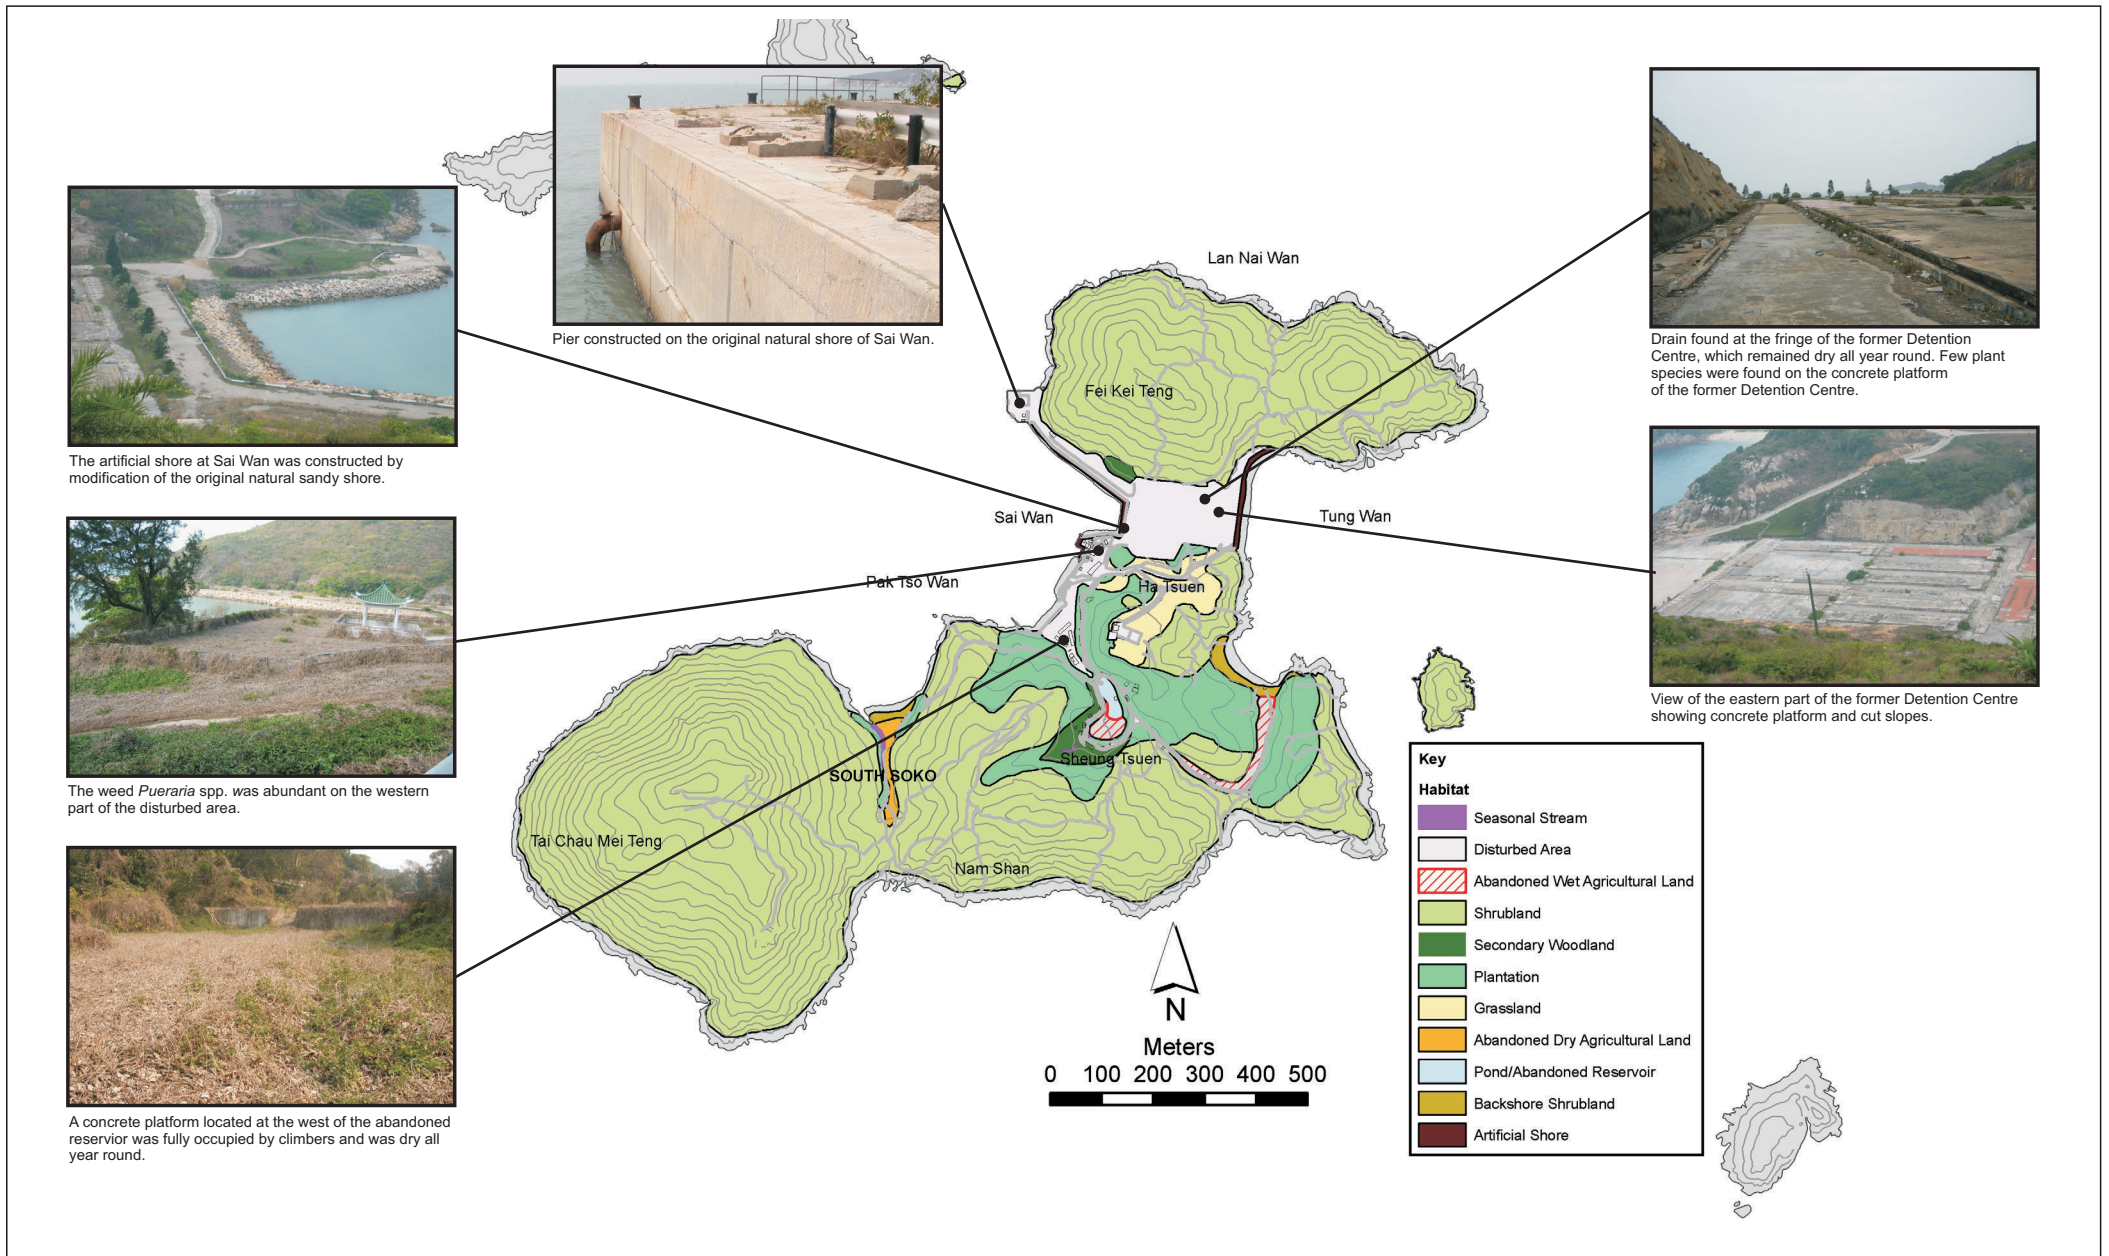 Pier constructed on the original natural shore of Sai Wan.
Drain found at the fringe of the former Detention
Centre, which remained dry all year round. Few plant
species were found on the concrete platform
of the former Detention Centre.
The artificial shore at Sai Wan was constructed by
modification of the original natural sandy shore.
The weed Pueraria spp. was abundant on the western
part of the disturbed area.
A concrete platform located at the west of the abandoned
reservior was fully occupied by climbers and was dry all
year round.
View of the eastern part of the former Detention Centre
showing concrete platform and cut slopes.
Lan Nai Wan
Fei Kei Teng
Sai Wan
Tung Wan
Pak Tso Wan
Ha Tsuen
Sheung Tsuen
SOUTH SOKO
Tai Chau Mei Teng
Nam Shan
N
Meters
0 100 200 300 400 500
Key
Habitat
Seasonal Stream
Disturbed Area
Abandoned Wet Agricultural Land
Shrubland
Secondary Woodland
Plantation
Grassland
Abandoned Dry Agricultural Land
Pond/Abandoned Reservoir
Backshore Shrubland
Artificial Shore